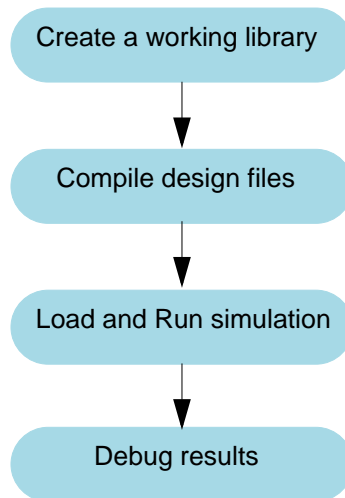 Create a working library
Compile design files
Load and Run simulation
Debug results